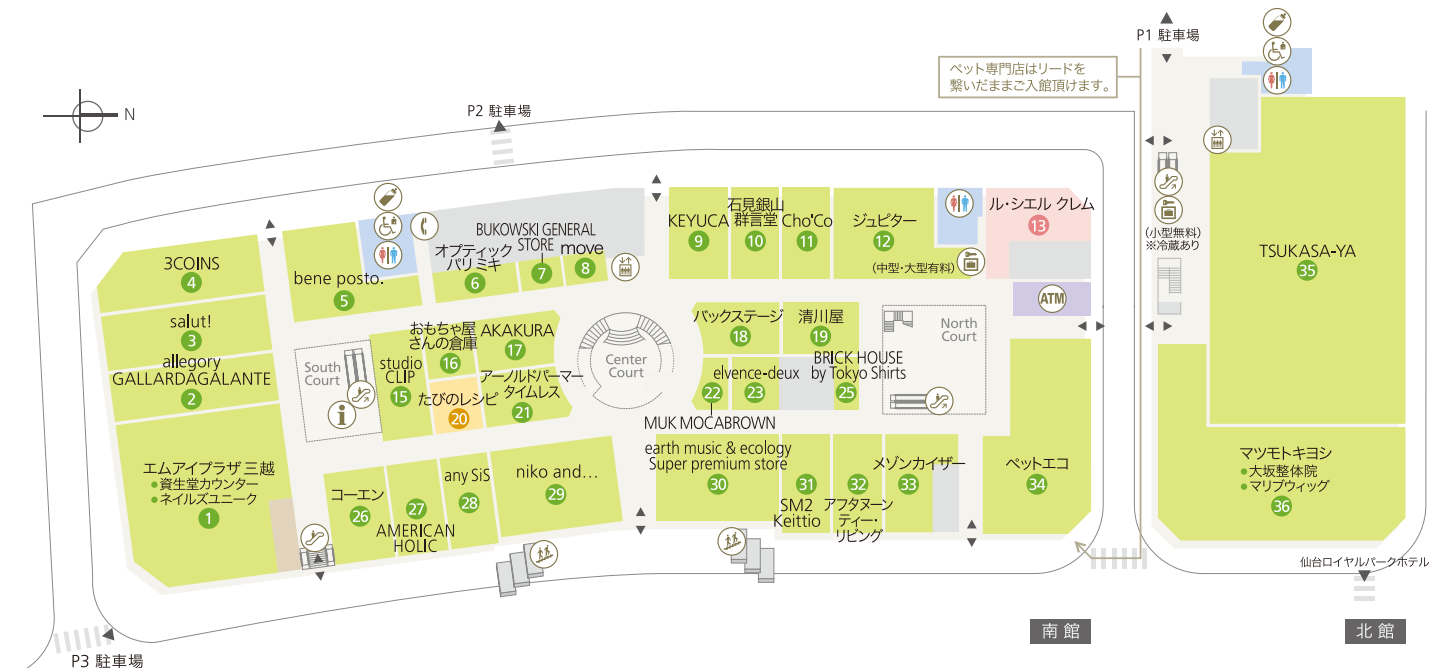 P1 駐車場
ペット専門店はリードを
繋いだままご入館頂けます。
N
P2 駐車場
3COINS
4
salut!
3
allegory
GALLARDAGALANTE
2
エムアイプラザ 三越
●資生堂カウンター
●ネイルズユニーク
1
bene posto.
5
BUKOWSKI GENERAL
STORE
7
オプティック
パリミキ
6
move
8
KEYUCA
9
石見銀山
群言堂
10
Cho'Co
11
ジュピター
12
(中型・大型有料)
ル・シエル クレム
13
ATM
South
Court
i
studio
CLIP
15
おもちゃ屋
さんの倉庫
16
AKAKURA
17
たびのレシピ
20
アーノルドパーマー
タイムレス
21
Center
Court
バックステージ
18
清川屋
19
North
Court
MUK MOCABROWN
22
elvence-deux
23
BRICK HOUSE
by Tokyo Shirts
25
コーエン
26
AMERICAN
HOLIC
27
any SiS
28
niko and...
29
earth music & ecology
Super premium store
30
31
SM2
Keittio
32
アフタヌーン
ティー・
リビング
メゾンカイザー
33
ペットエコ
34
(小型無料)
※冷蔵あり
TSUKASA-YA
35
マツモトキヨシ
●大坂整体院
●マリブウィッグ
36
仙台ロイヤルパークホテル
南館
北館
P3 駐車場